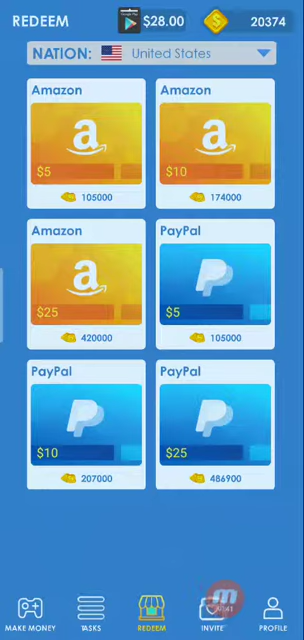 REDEEM
$28.00
20374
NATION: United States
Amazon
Amazon
$5
$10
105000
174000
Amazon
PayPal
$25
$5
420000
105000
PayPal
PayPal
$10
$25
207000
486900
MAKE MONEY
TASKS
REDEEM
INVITE
PROFILE